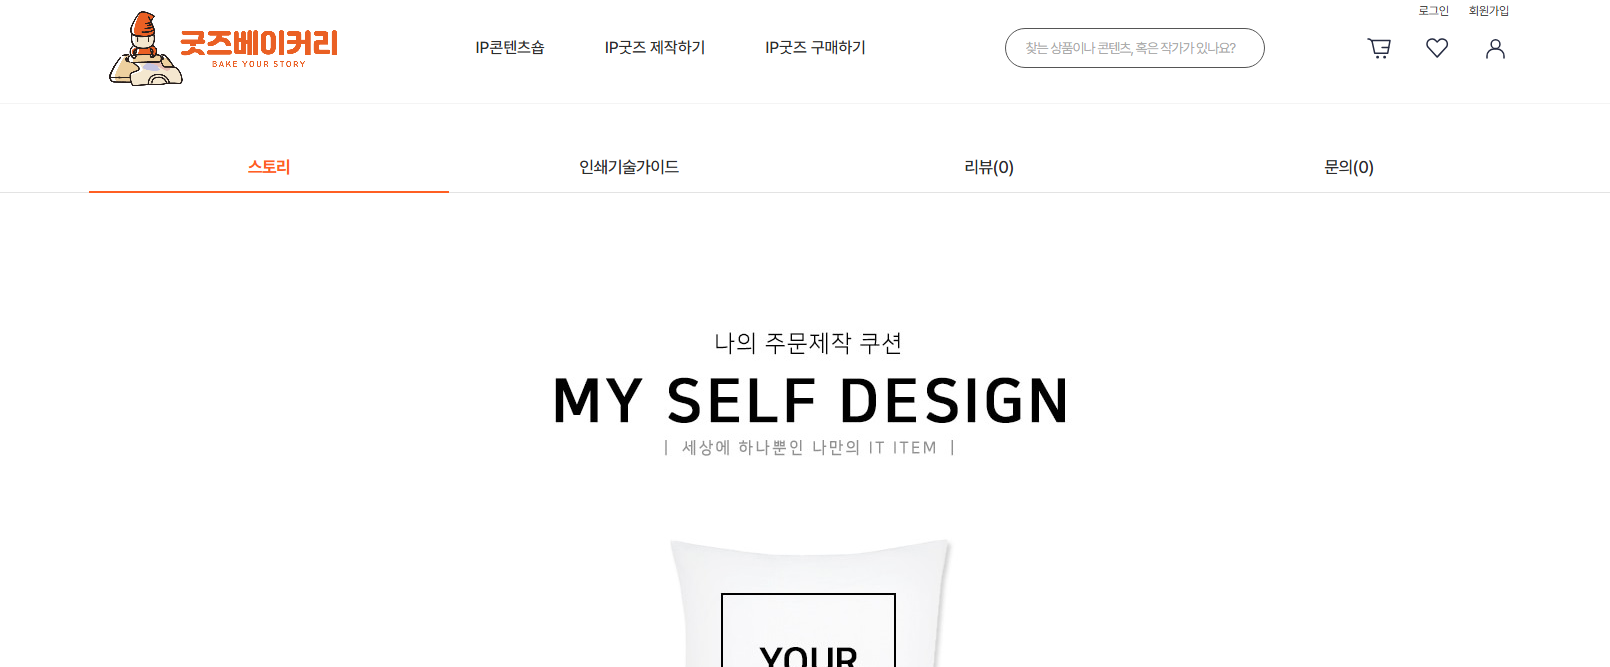 로그인 회원가입
굿즈베이커리
BAKE YOUR STORY
IP콘텐츠숍 IP굿즈 제작하기 IP굿즈 구매하기
찾는 상품이나 콘텐츠, 혹은 작가가 있나요?
스토리 인쇄기술가이드 리뷰(0) 문의(0)
나의 주문제작 쿠션
MY SELF DESIGN
| 세상에 하나뿐인 나만의 IT ITEM |
YOUR